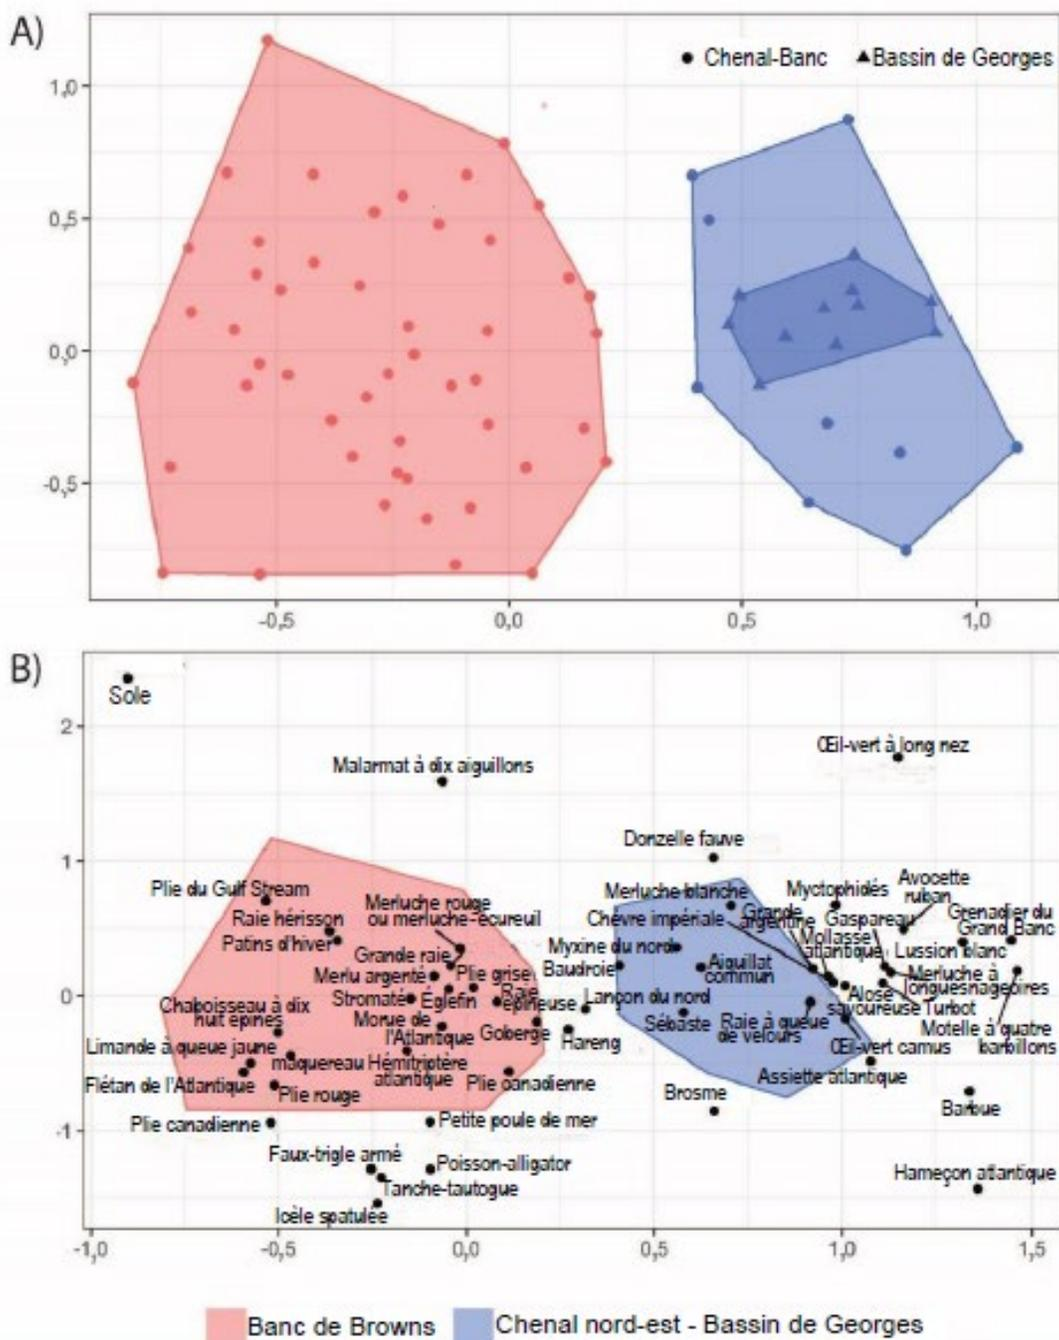 A)
Chenal-Banc
Bassin de Georges
1,0
0,5
0,0
-0,5
-0,5
0,0
0,5
1,0
B)
Sole
2
Œil-vert à long nez
Malarmat à dix aiguillons
Donzelle fauve
1
Plie du Gulf Stream
Merluche rouge
ou merluche-écureuil
Merluche blanche
Myctophidés
Avocette
ruban
Raie hérisson
Chèvre impériale
Grande
argentine
Gaspareau
Grenadier du
Grand Banc
Patins d'hiver
Myxine du nord
Mollasse
atlantique
Lussion blanc
Grande raie
Merlu argenté
Plie grise
Baudroie
Aiguillat
commun
Merluche à
longues nageoires
0
Stromaté
Églefin
Raie
épineuse
Lançon du nord
Alose
savoureuse
Turbot
Chaboisseau à dix
huit épines
Morue de
l'Atlantique
Goberge
Sébaste
Raie à queue
de velours
Motelle à quatre
barbillons
Hareng
Limande à queue jaune
maquereau
Hémitriptère
atlantique
Œil-vert camus
Flétan de l'Atlantique
Plie rouge
Plie canadienne
Assiette atlantique
Brosme
Barbue
-1
Plie canadienne
Petite poule de mer
Faux-trigle armé
Poisson-alligator
Tanche-tautogue
Hameçon atlantique
Icèle spatulée
-1,0
-0,5
0,0
0,5
1,0
1,5
Banc de Browns
Chenal nord-est - Bassin de Georges